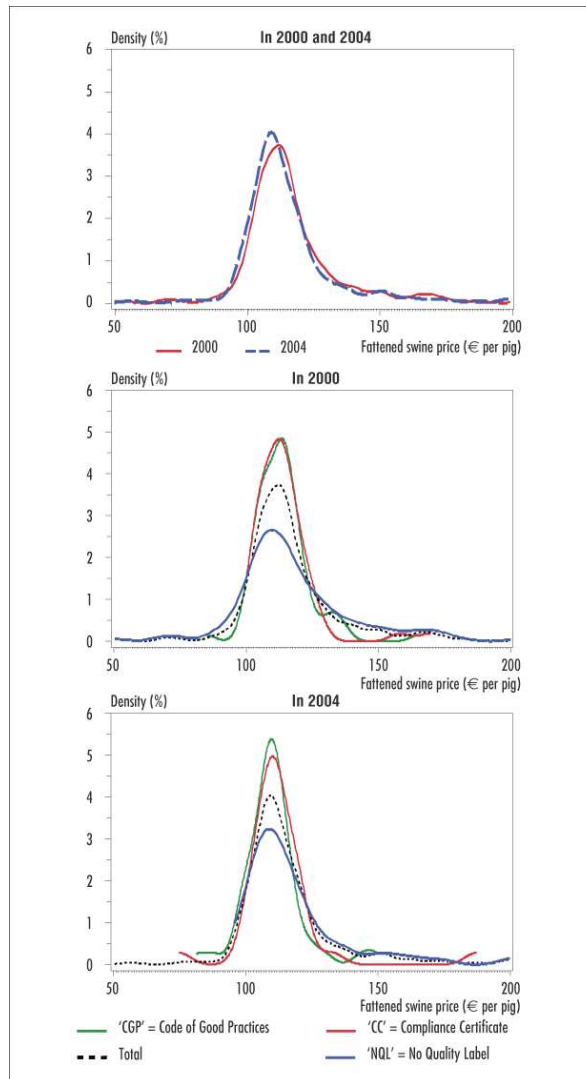 Density (%) In 2000 and 2004
6
5
4
3
2
1
0
50 100 150 200
Fattened swine price (€ per pig)
2000 2004
Density (%) In 2000
6
5
4
3
2
1
0
50 100 150 200
Fattened swine price (€ per pig)
Density (%) In 2004
6
5
4
3
2
1
0
50 100 150 200
Fattened swine price (€ per pig)
'CGP' = Code of Good Practices 'CC' = Compliance Certificate
Total 'NQL' = No Quality Label